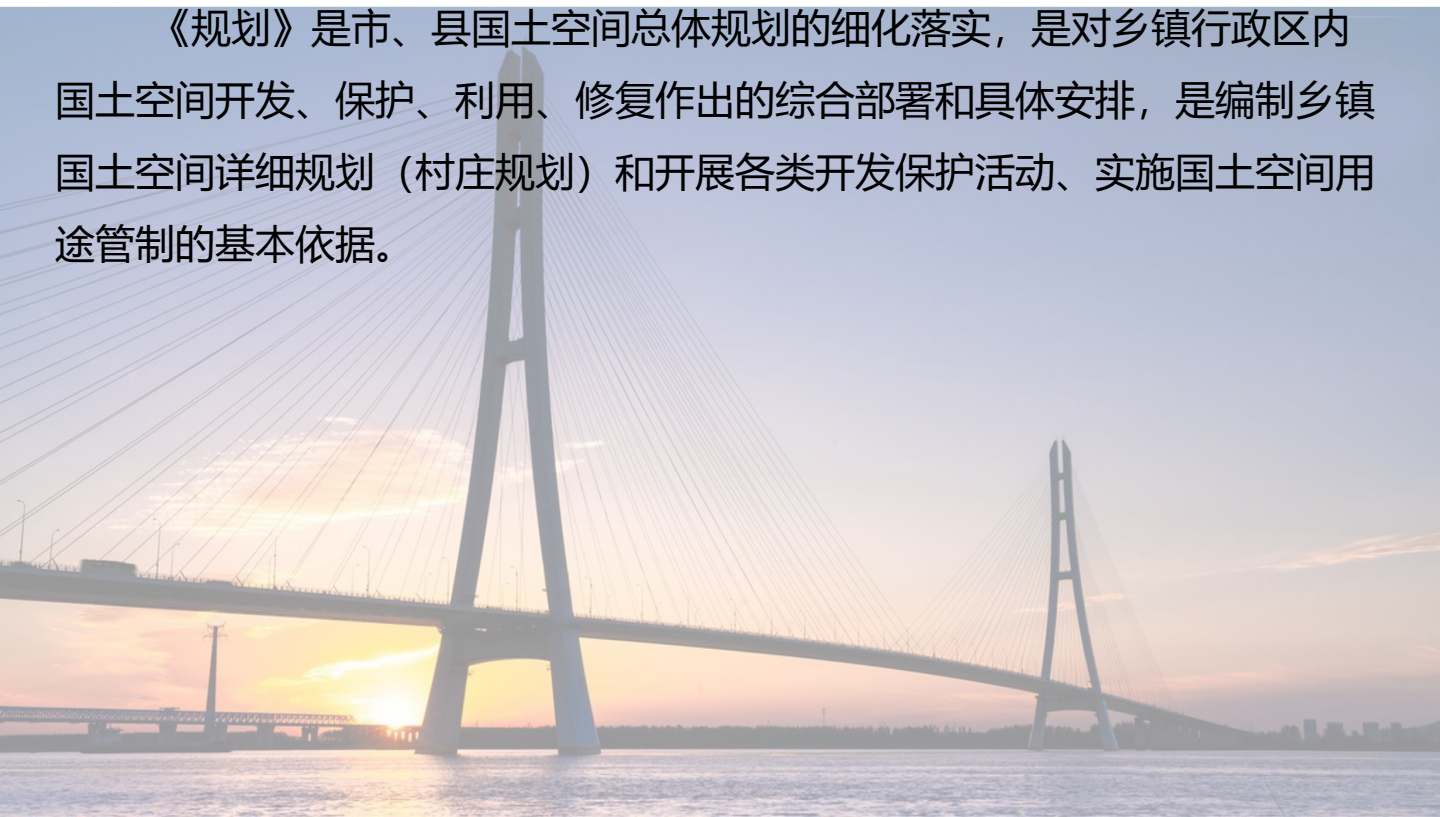 《规划》是市、县国土空间总体规划的细化落实，是对乡镇行政区内
国土空间开发、保护、利用、修复作出的综合部署和具体安排，是编制乡镇
国土空间详细规划（村庄规划）和开展各类开发保护活动、实施国土空间用
途管制的基本依据。